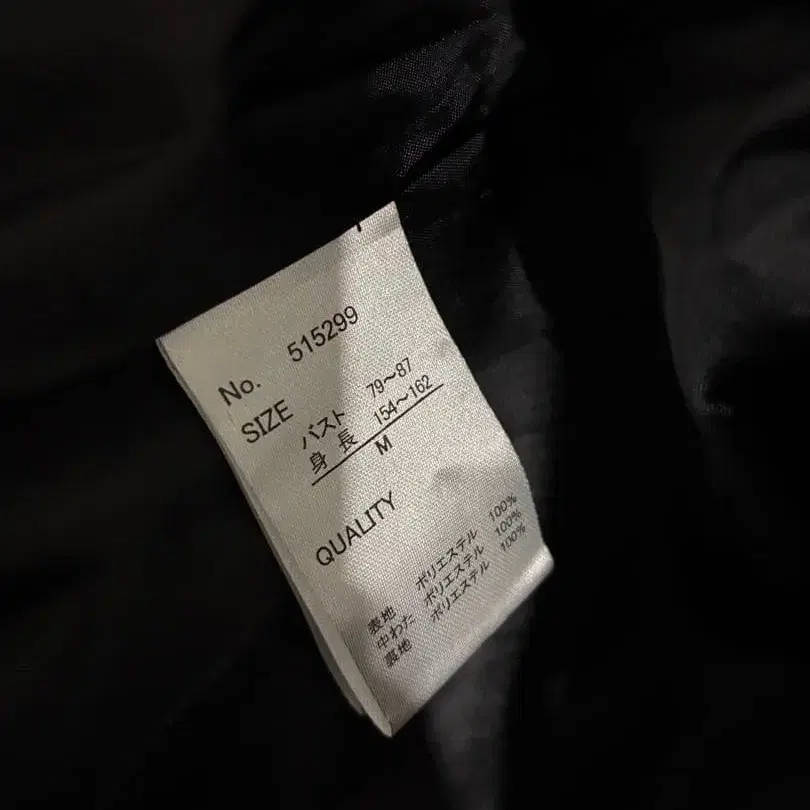 No. 515299
SIZE
バスト 79～87
身長 154～162
M
QUALITY
表地 ポリエステル 100%
中わた ポリエステル 100%
裏地 ポリエステル 100%